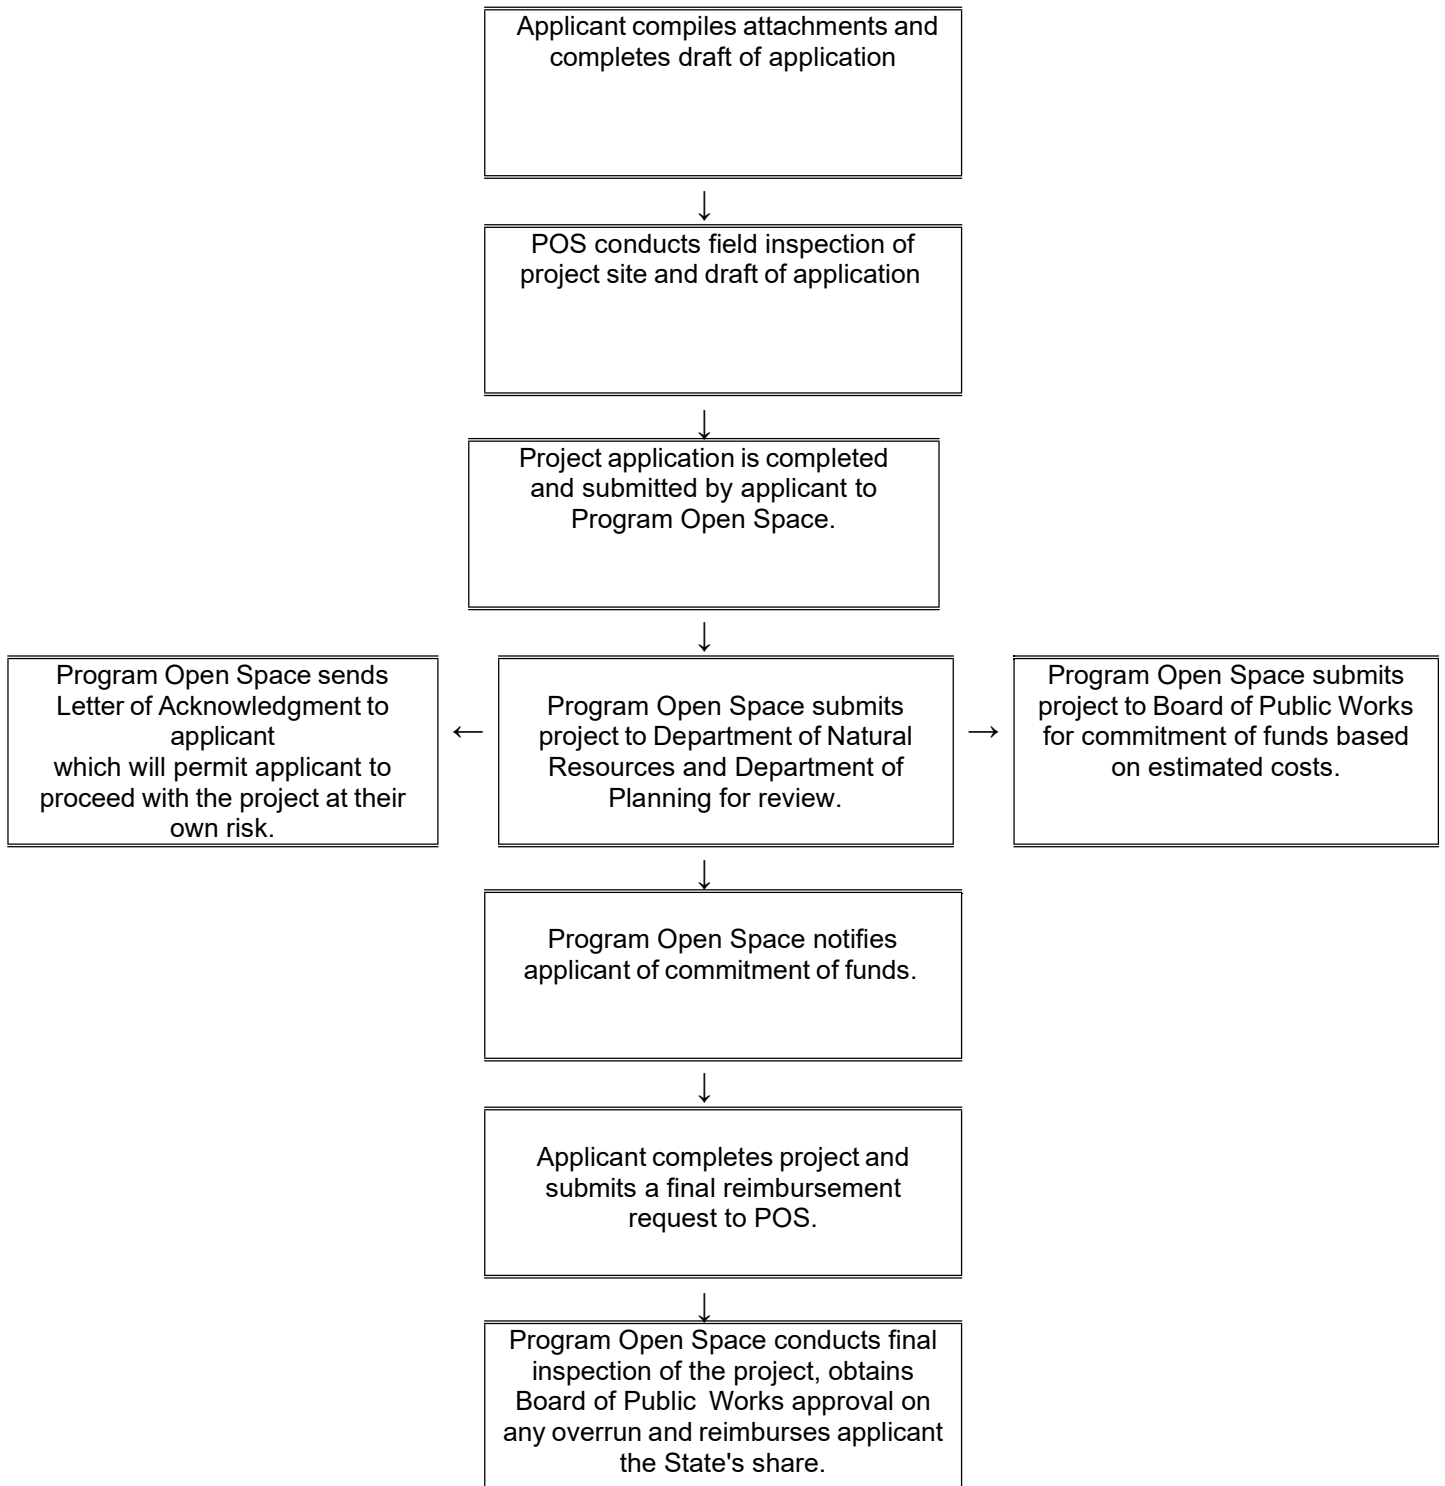 Applicant compiles attachments and
completes draft of application
↓
POS conducts field inspection of
project site and draft of application
↓
Project application is completed
and submitted by applicant to
Program Open Space.
↓
Program Open Space sends
Letter of Acknowledgment to
applicant
which will permit applicant to
proceed with the project at their
own risk.
←
Program Open Space submits
project to Department of Natural
Resources and Department of
Planning for review.
→
Program Open Space submits
project to Board of Public Works
for commitment of funds based
on estimated costs.
↓
Program Open Space notifies
applicant of commitment of funds.
↓
Applicant completes project and
submits a final reimbursement
request to POS.
↓
Program Open Space conducts final
inspection of the project, obtains
Board of Public Works approval on
any overrun and reimburses applicant
the State's share.